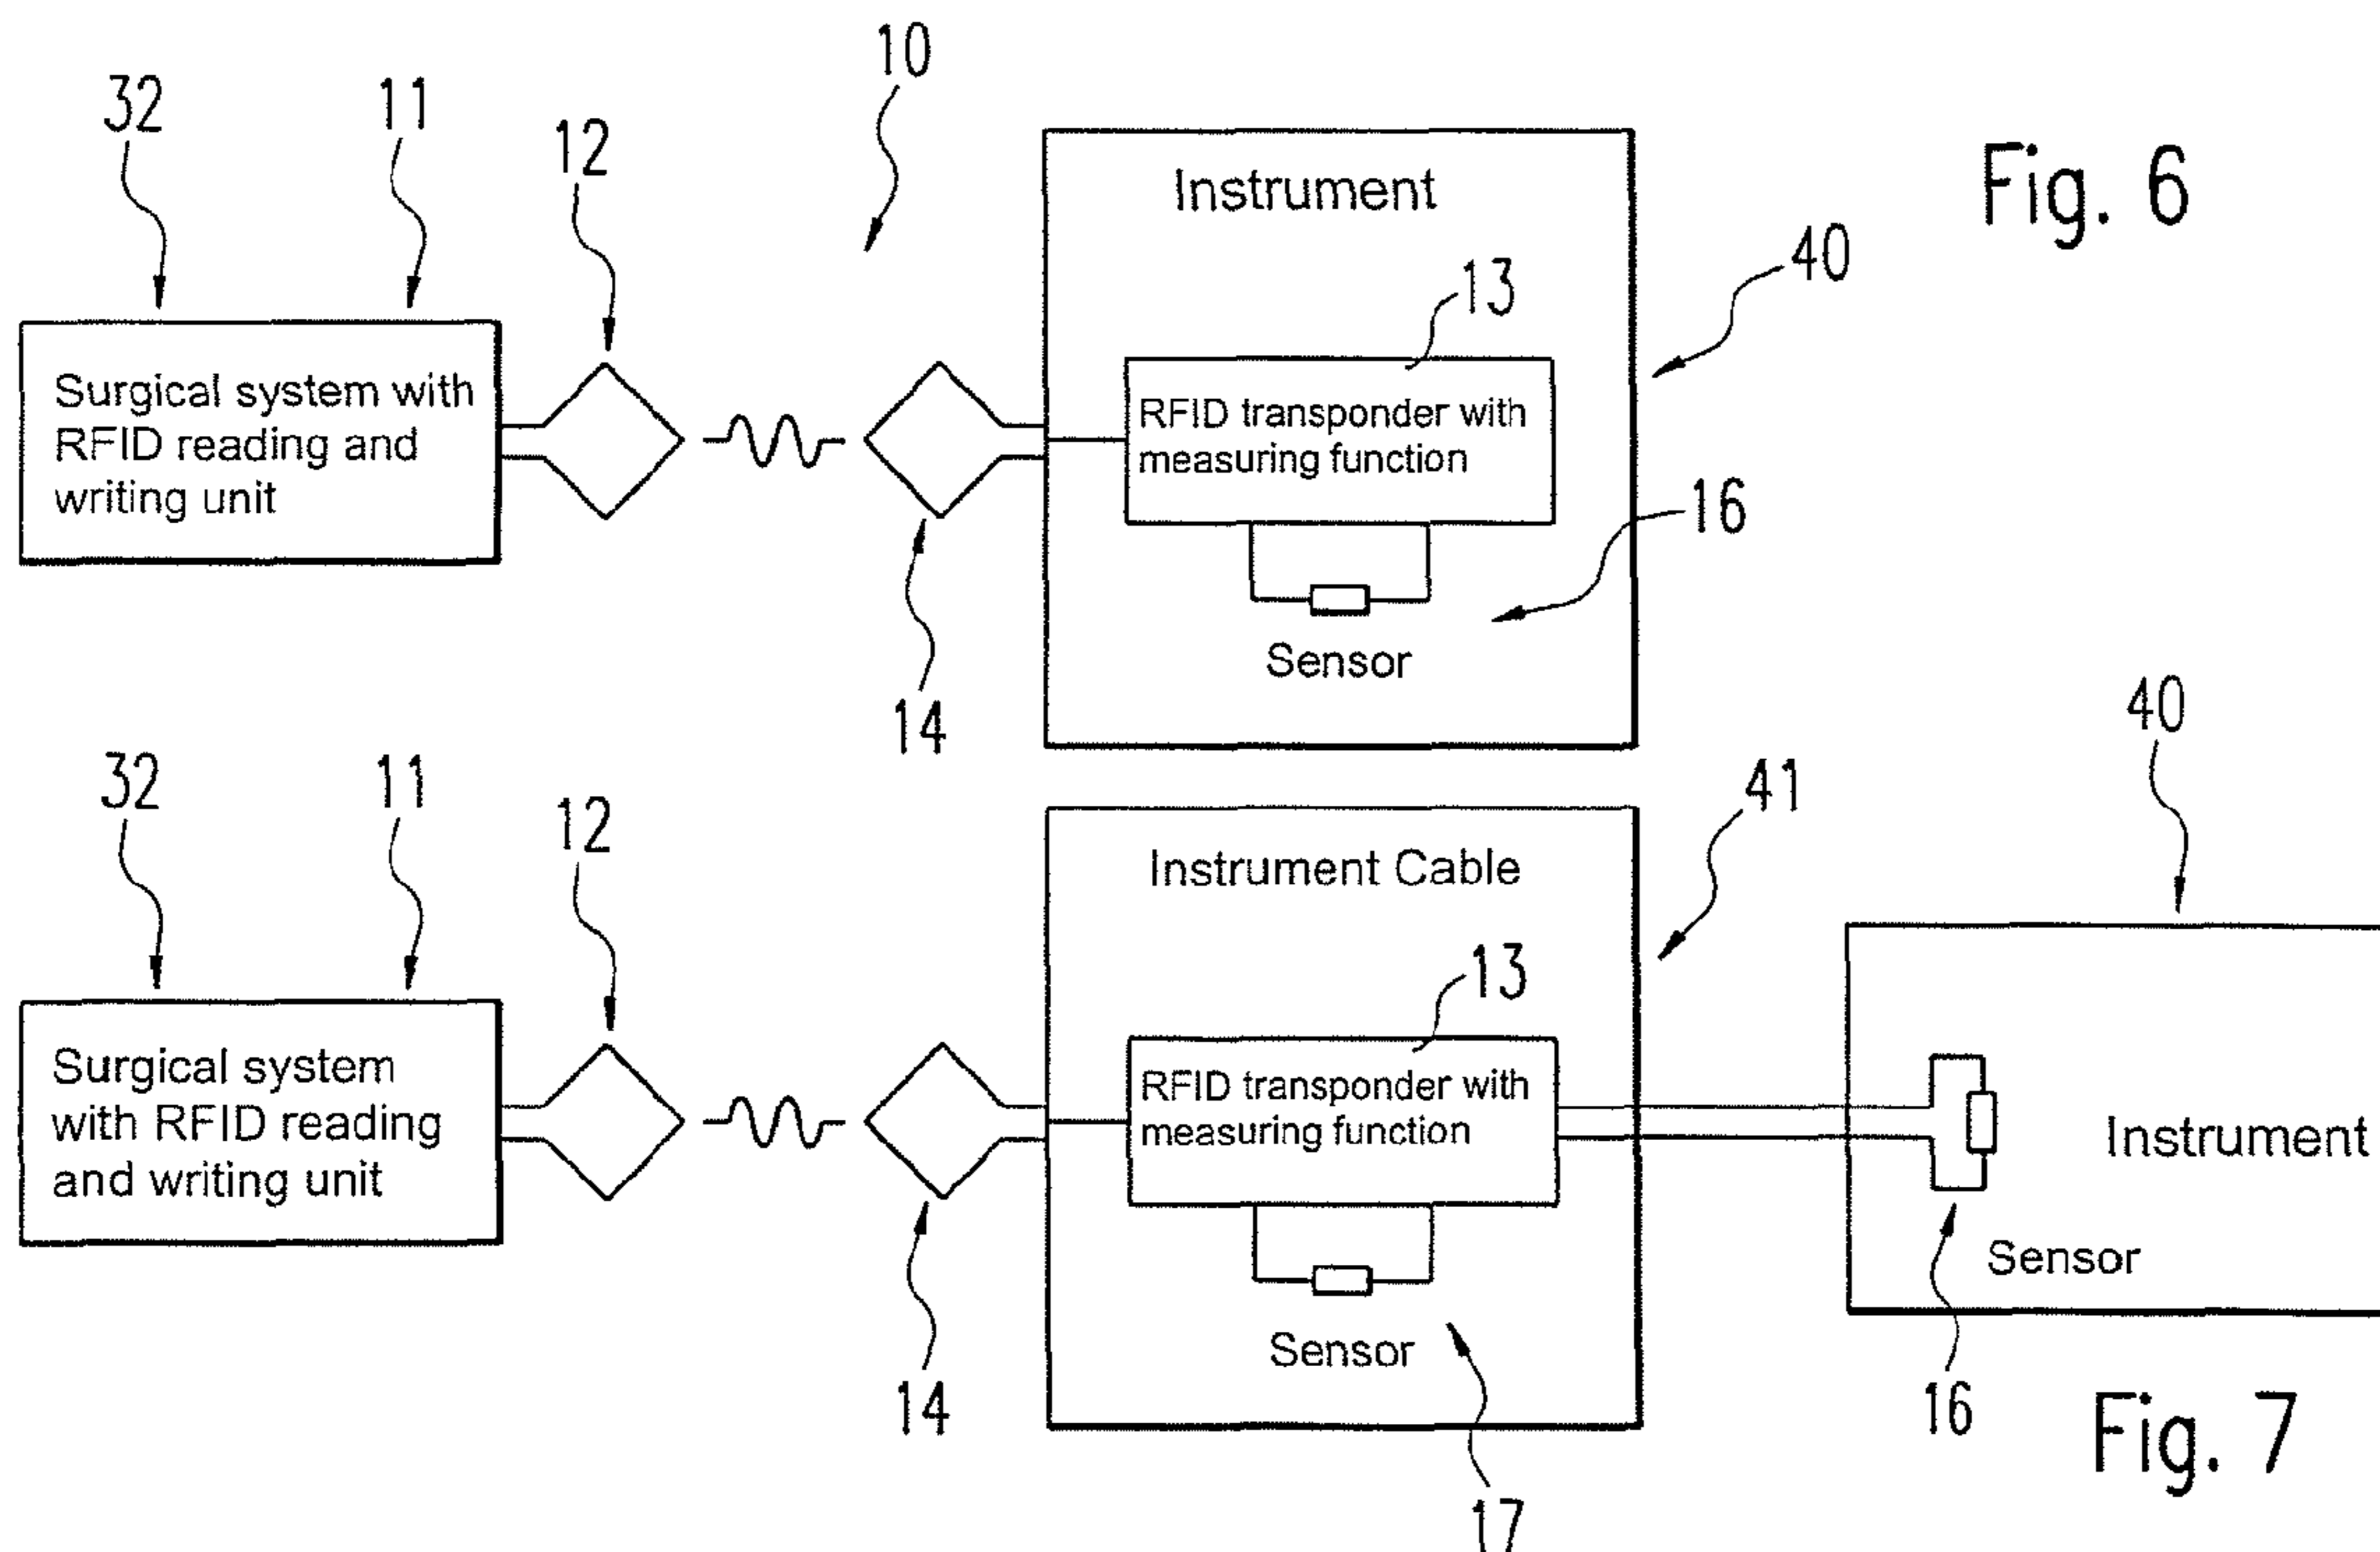 10
32
11
12
Instrument
Fig. 6
40
13
Surgical system with
RFID reading and
writing unit
RFID transponder with
measuring function
16
Sensor
14
40
32
11
12
41
Instrument Cable
13
Surgical system
with RFID reading
and writing unit
RFID transponder with
measuring function
Instrument
Sensor
Sensor
14
16
Fig. 7
17